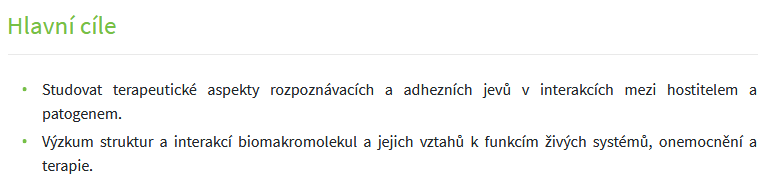 Hlavní cíle
• Studovat terapeutické aspekty rozpoznávacích a adhezních jevů v interakcích mezi hostitelem a
patogenem.
• Výzkum struktur a interakcí biomakromolekul a jejich vztahů k funkcím živých systémů, onemocnění a
terapie.